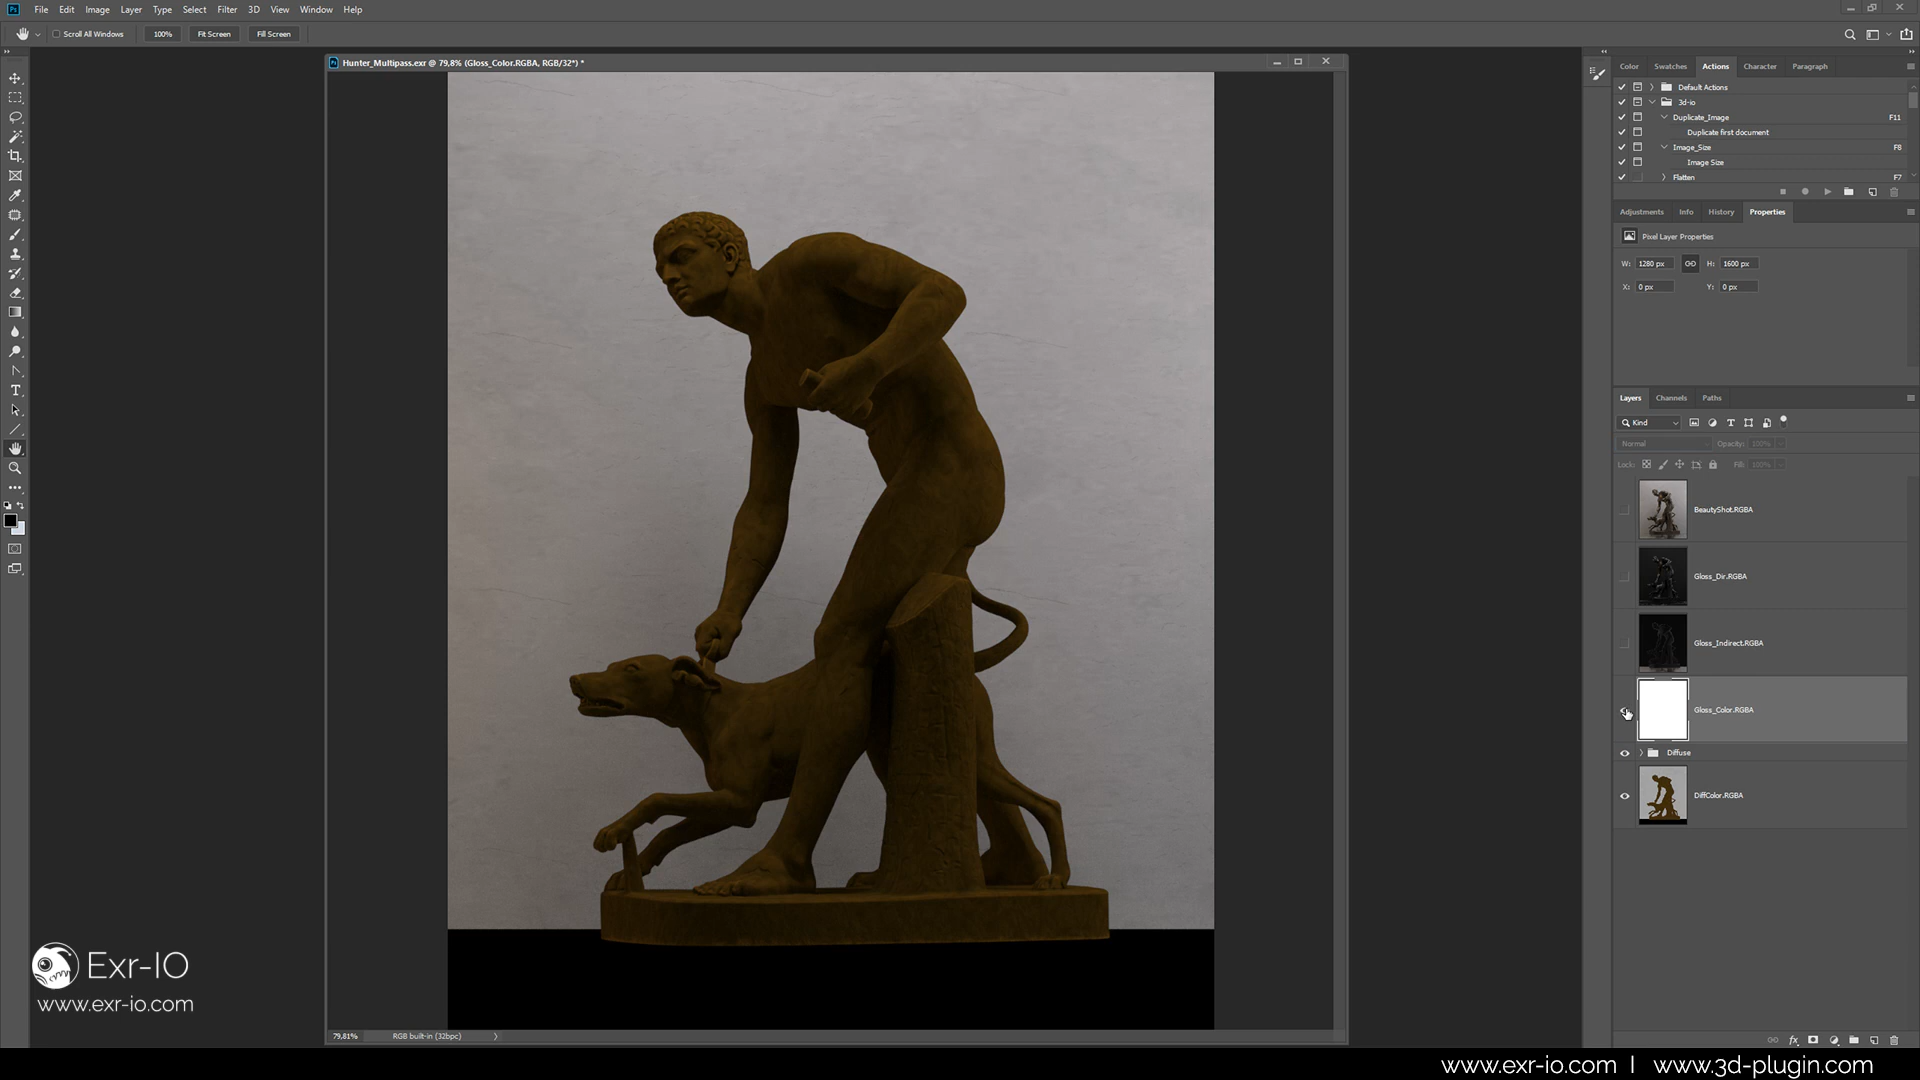 Ps File Edit Image Layer Type Select Filter 3D View Window Help
Scroll All Windows 100% Fit Screen Fill Screen
Hunter_Multipass.exr @ 79,8% (Gloss_Color.RGBA, RGB/32*) *
Color Swatches Actions Character Paragraph
Default Actions
3d-io
Duplicate_Image F11
Duplicate first document
Image_Size F8
Image Size
Flatten F7
Adjustments Info History Properties
Pixel Layer Properties
W: 1280 px H: 1600 px
X: 0 px Y: 0 px
Layers Channels Paths
Kind
Normal Opacity: 100%
Lock: Fill: 100%
BeautyShot.RGBA
Gloss_Dir.RGBA
Gloss_Indirect.RGBA
Gloss_Color.RGBA
Diffuse
DiffColor.RGBA
Exr-IO
www.exr-io.com
79,81% RGB built-in (32bpc)
www.exr-io.com | www.3d-plugin.com